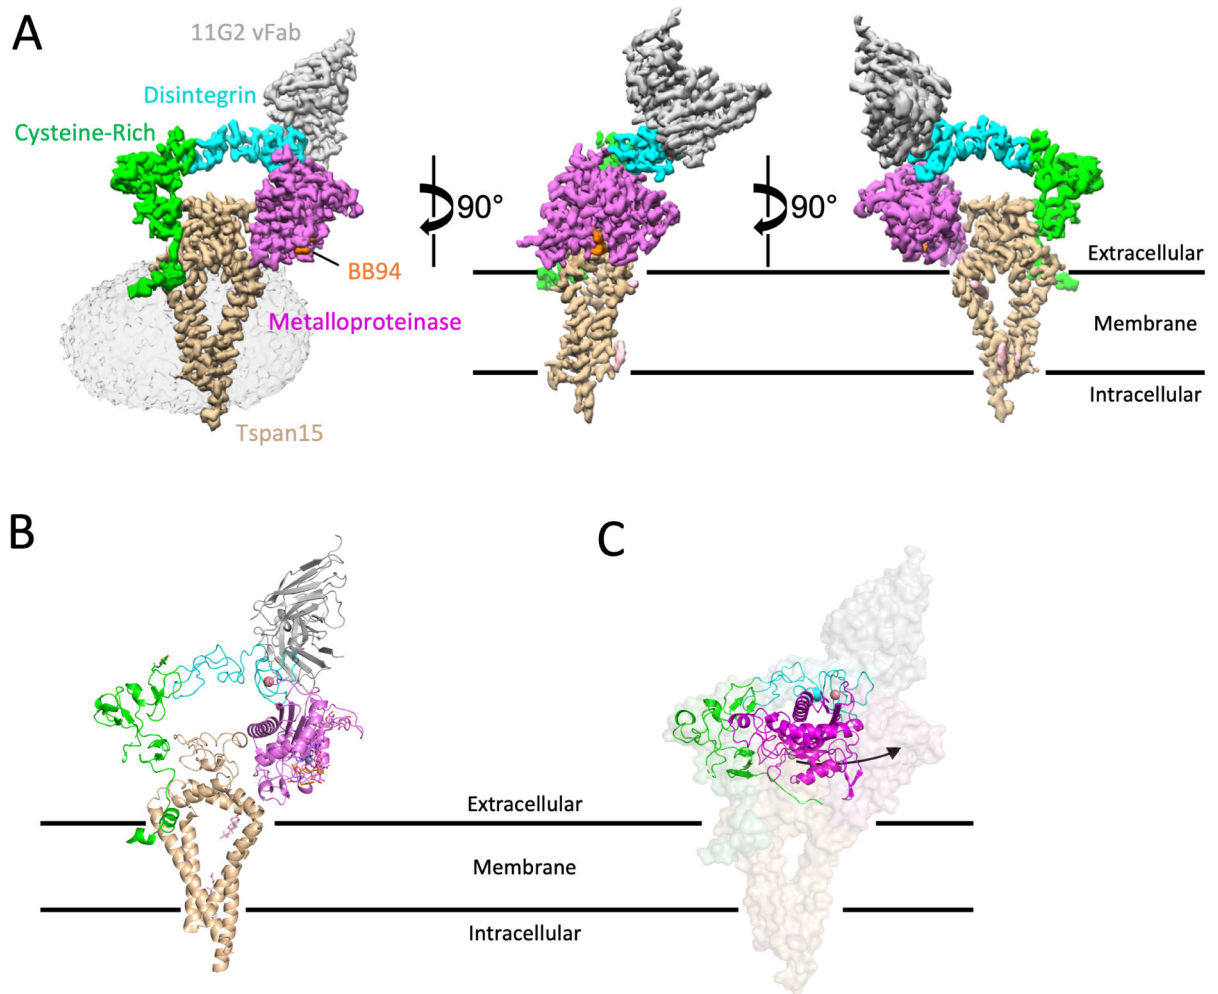 A
11G2 vFab
Disintegrin
Cysteine-Rich
90°
90°
BB94
Extracellular
Metalloproteinase
Membrane
Intracellular
Tspan15
B
C
Extracellular
Membrane
Intracellular